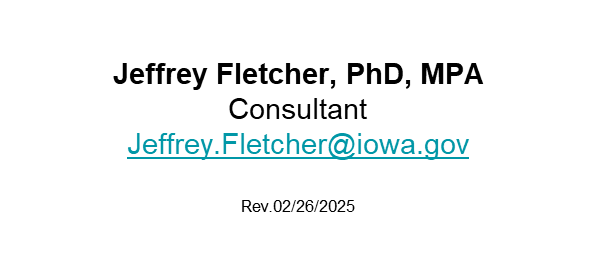 Jeffrey Fletcher, PhD, MPA
Consultant
Jeffrey.Fletcher@iowa.gov
Rev.02/26/2025